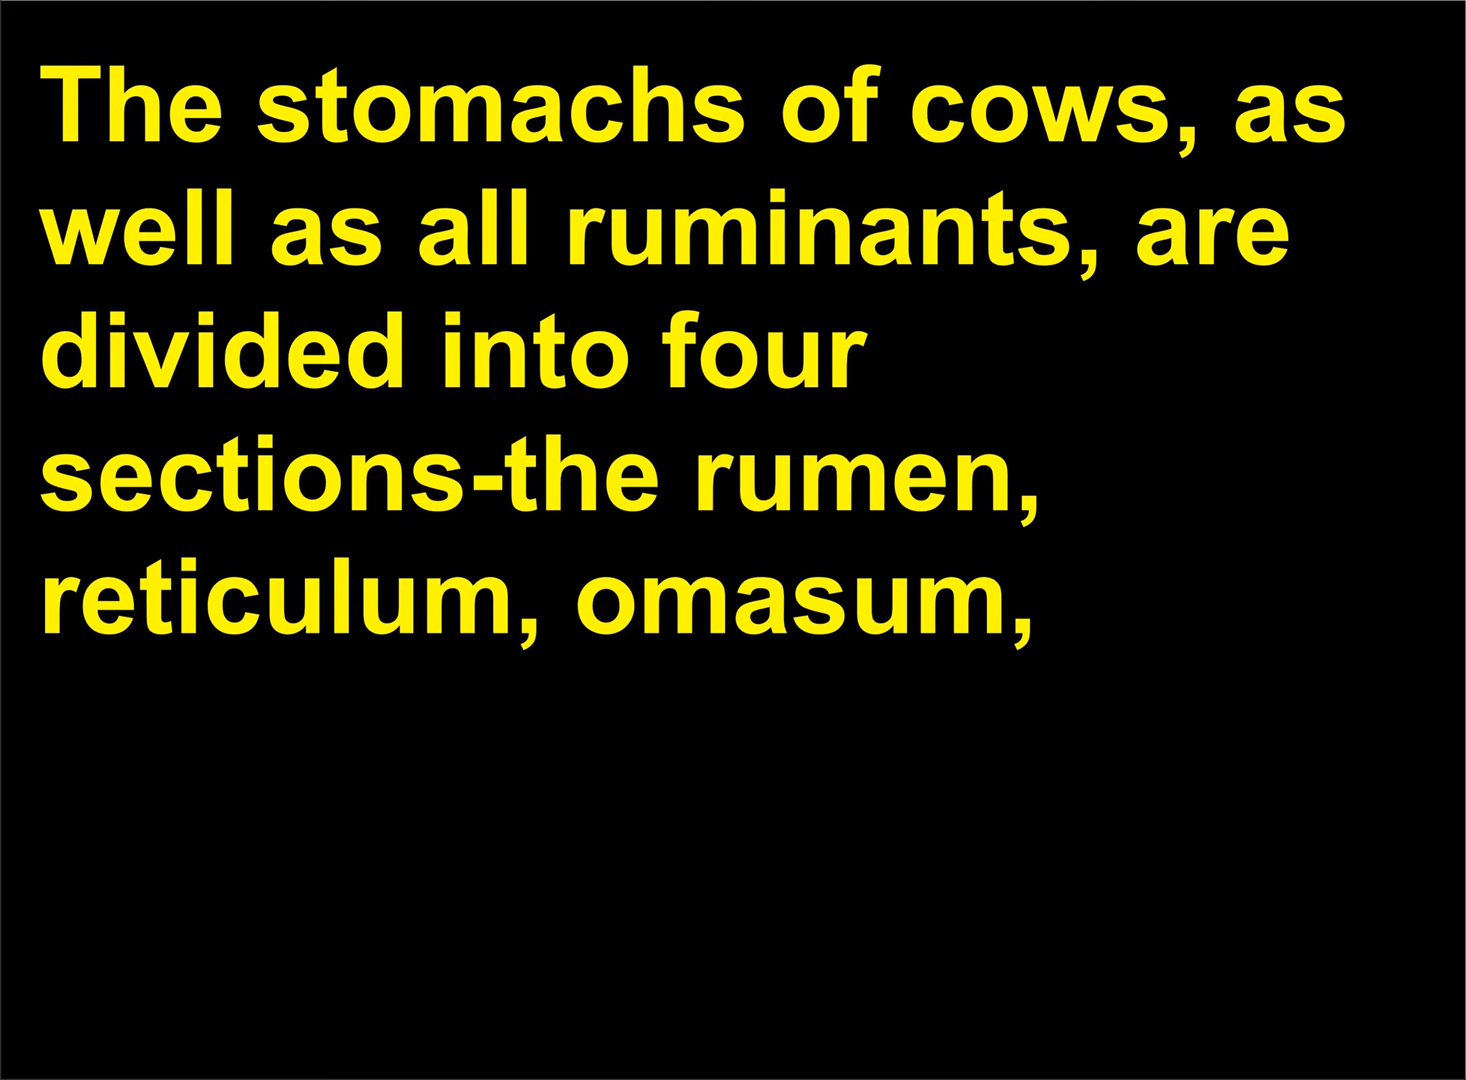 The stomachs of cows, as
well as all ruminants, are
divided into four
sections-the rumen,
reticulum, omasum,